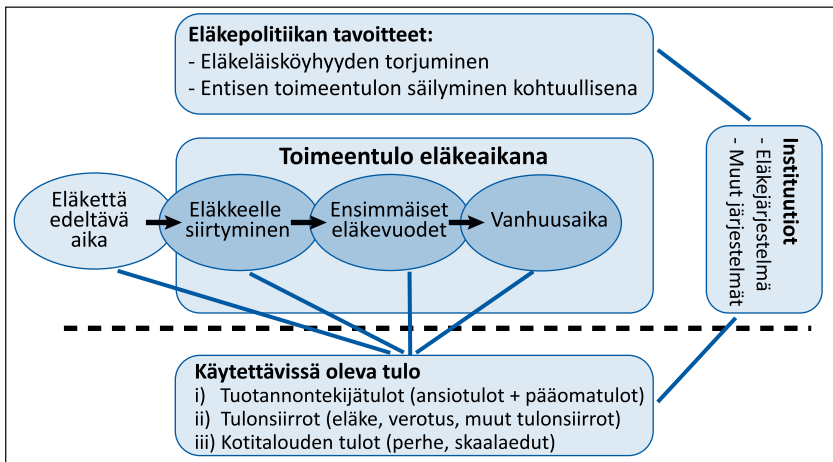 Eläkepolitiikan tavoitteet:
- Eläkeläisköyhyyden torjuminen
- Entisen toimeentulon säilyminen kohtuullisena
Toimeentulo eläkeaikana
Eläkettä
edeltävä
aika
Eläkkeelle
siirtyminen
Ensimmäiset
eläkevuodet
Vanhuusaika
Instituutiot
- Eläkejärjestelmä
- Muut järjestelmät
Käytettävissä oleva tulo
i) Tuotannontekijätulot (ansiotulot + pääomatulot)
ii) Tulonsiirrot (eläke, verotus, muut tulonsiirrot)
iii) Kotitalouden tulot (perhe, skaalaedut)